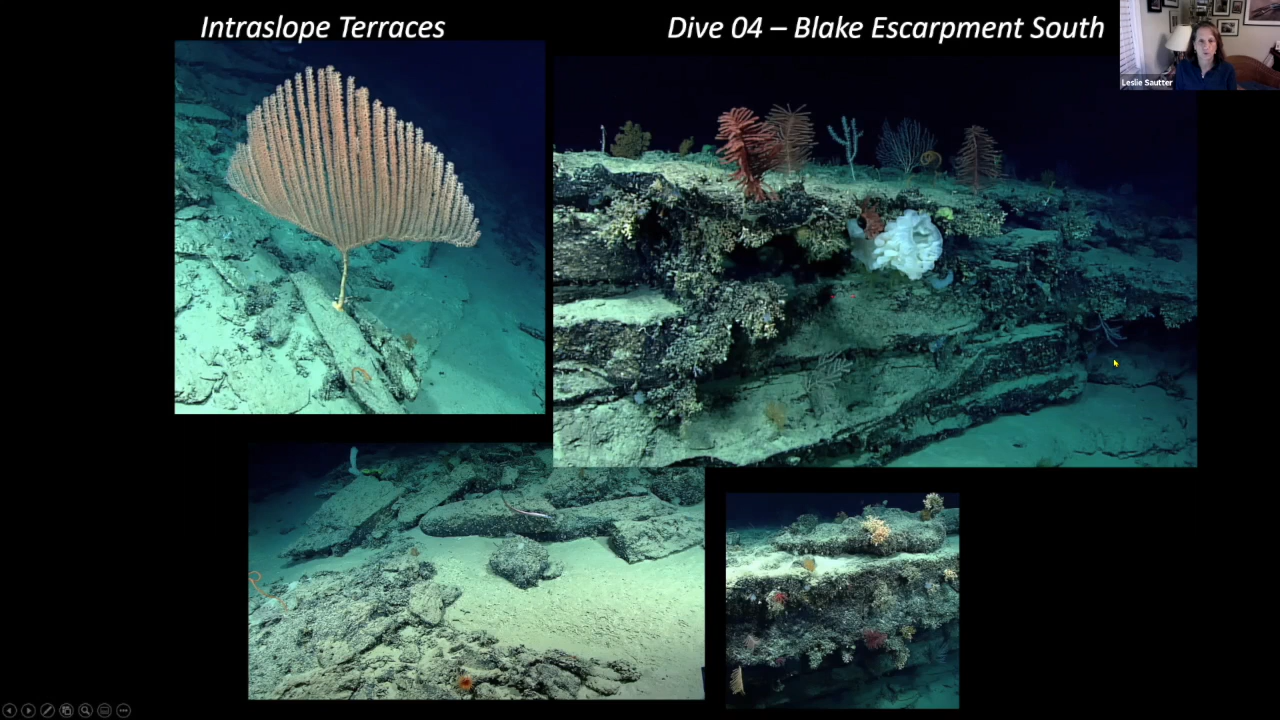 Intraslope Terraces
Dive 04 – Blake Escarpment South
Leslie Sautter